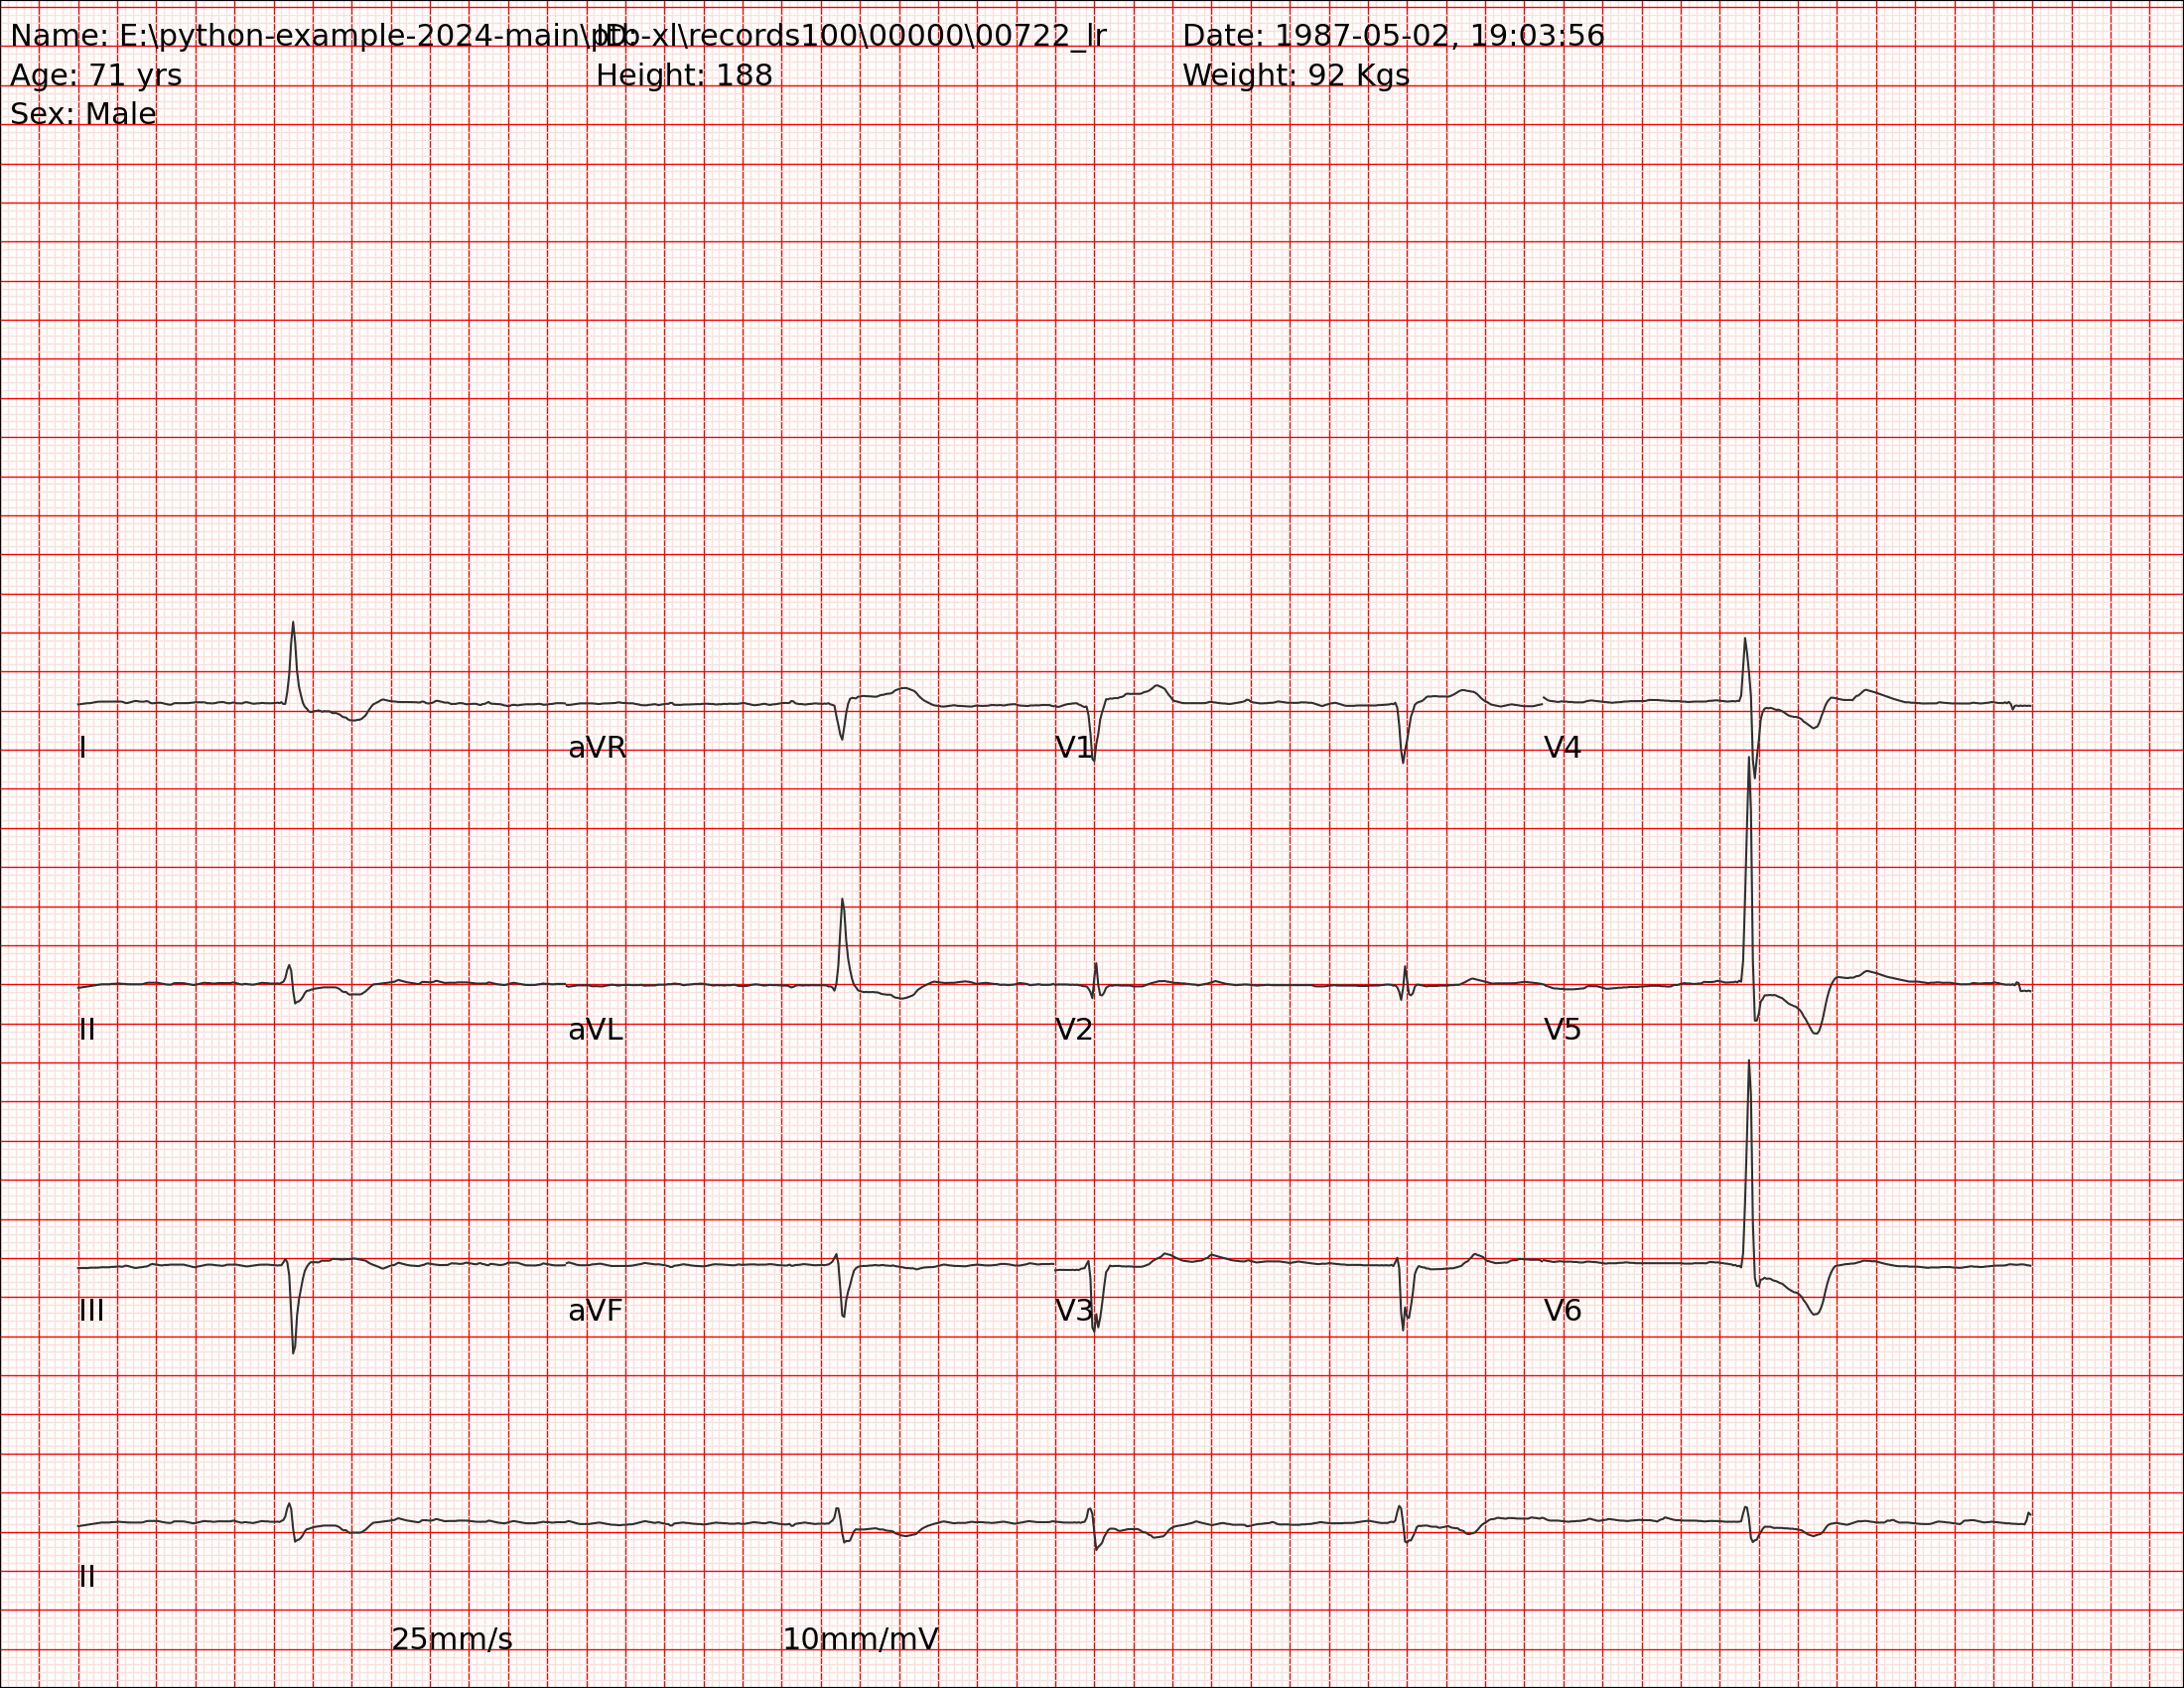 Name: E:\python-example-2024-main\ptb-xl\records100\00000\00722_lr ID: Date: 1987-05-02, 19:03:56
Age: 71 yrs Height: 188 Weight: 92 Kgs
Sex: Male
I aVR V1 V4
II aVL V2 V5
III aVF V3 V6
II
25mm/s 10mm/mV